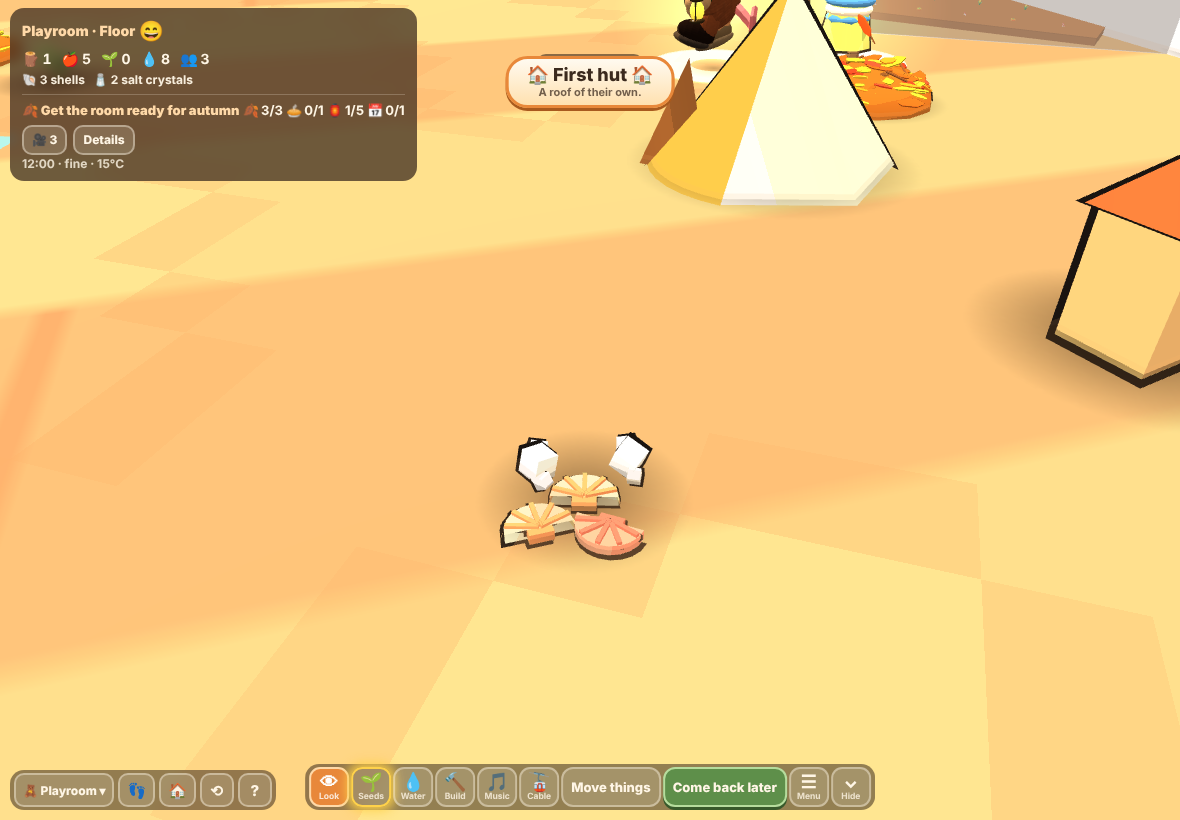 Playroom · Floor
1 5 0 8 3
3 shells 2 salt crystals
Get the room ready for autumn 3/3 0/1 1/5 0/1
3 Details
12:00 · fine · 15°C
First hut
A roof of their own.
Playroom ▾
?
Look
Seeds
Water
Build
Music
Cable
Move things
Come back later
Menu
Hide